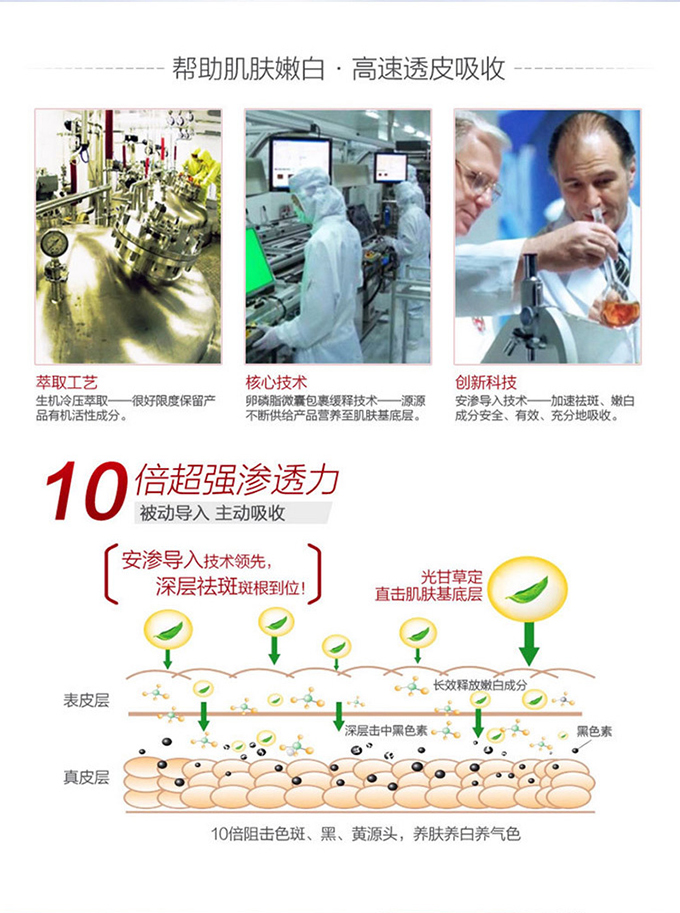 帮助肌肤嫩白·高速透皮吸收
萃取工艺
生机冷压萃取——很好限度保留产
品有机活性成分。
核心技术
卵磷脂微囊包裹缓释技术——源源
不断供给产品营养至肌肤基底层。
创新科技
安渗导入技术——加速祛斑、嫩白
成分安全、有效、充分地吸收。
10倍超强渗透力
被动导入 主动吸收
安渗导入技术领先，
深层祛斑斑根到位！
光甘草定
直击肌肤基底层
长效释放嫩白成分
表皮层
深层击中黑色素
黑色素
真皮层
10倍阻击色斑、黑、黄源头，养肤养白养气色